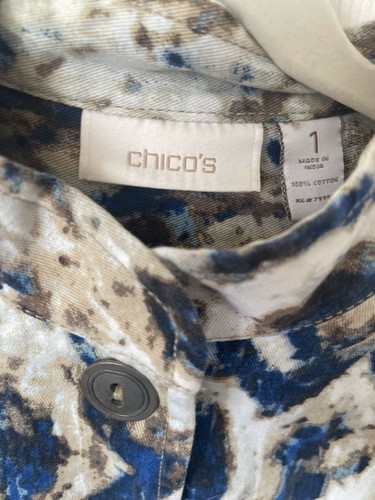 chico's
1
MADE IN
INDIA
100% COTTON